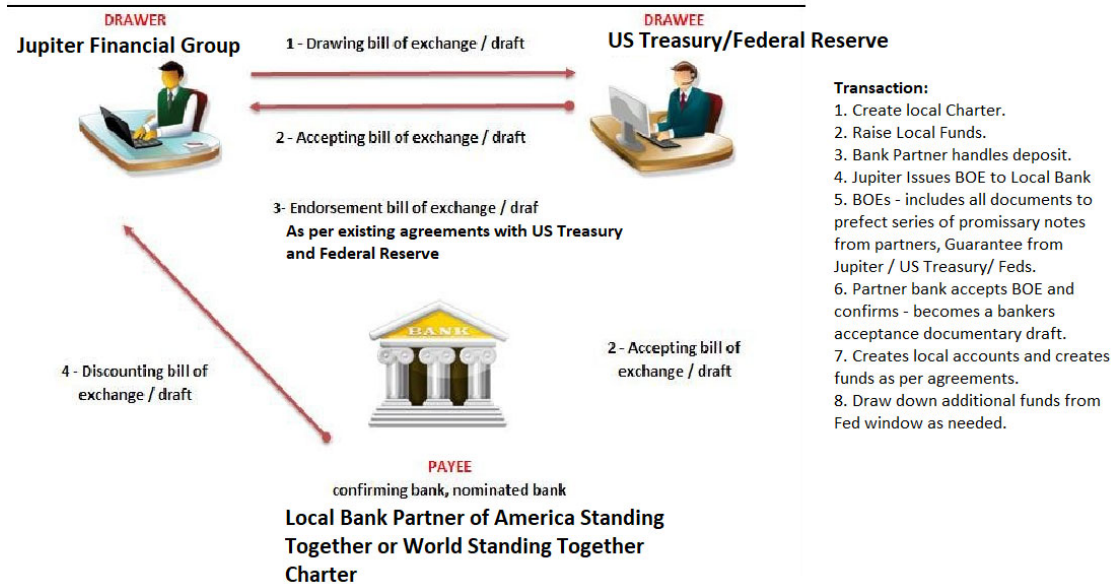 DRAWER
Jupiter Financial Group
1 - Drawing bill of exchange / draft
DRAWEE
US Treasury/Federal Reserve
2 - Accepting bill of exchange / draft
3- Endorsement bill of exchange / draf
As per existing agreements with US Treasury
and Federal Reserve
BANK
4 - Discounting bill of
exchange / draft
2 - Accepting bil of
exchange / draft
PAYEE
confirming bank, nominated bank
Local Bank Partner of America Standing
Together or World Standing Together
Charter
Transaction:
1. Create local Charter.
2. Raise Local Funds.
3. Bank Partner handles deposit.
4. Jupiter Issues BOE to Local Bank
5. BOEs - includes all documents to
prefect series of promissary notes
from partners, Guarantee from
Jupiter / US Treasury/ Feds.
6. Partner bank accepts BOE and
confirms - becomes a bankers
acceptance documentary draft.
7. Creates local accounts and creates
funds as per agreements.
8. Draw down additional funds from
Fed window as needed.